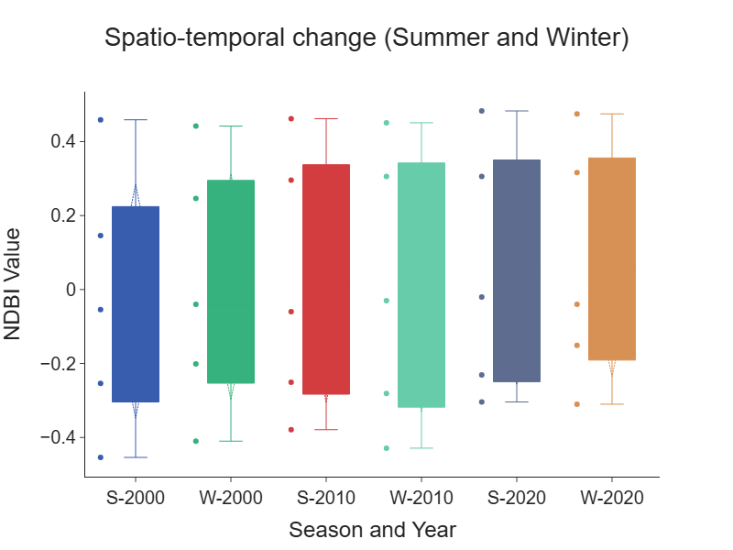 Spatio-temporal change (Summer and Winter)
NDBI Value
0.4
0.2
0
−0.2
−0.4
S-2000 W-2000 S-2010 W-2010 S-2020 W-2020
Season and Year